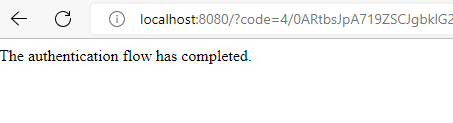 localhost:8080/?code=4/0ARtbsJpA719ZSCJgbklG2
The authentication flow has completed.